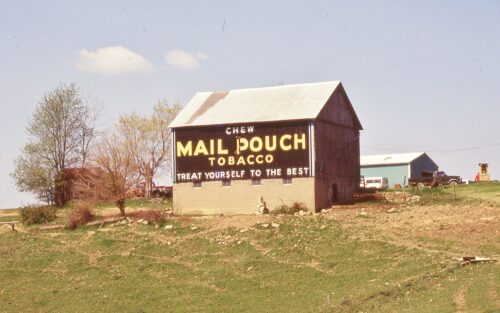 CHEW
MAIL POUCH
TOBACCO
TREAT YOURSELF TO THE BEST